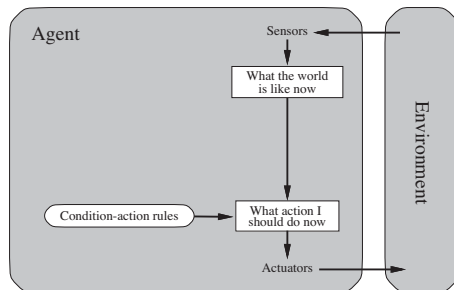 Agent
Sensors
What the world
is like now
Environment
Condition-action rules
What action I
should do now
Actuators